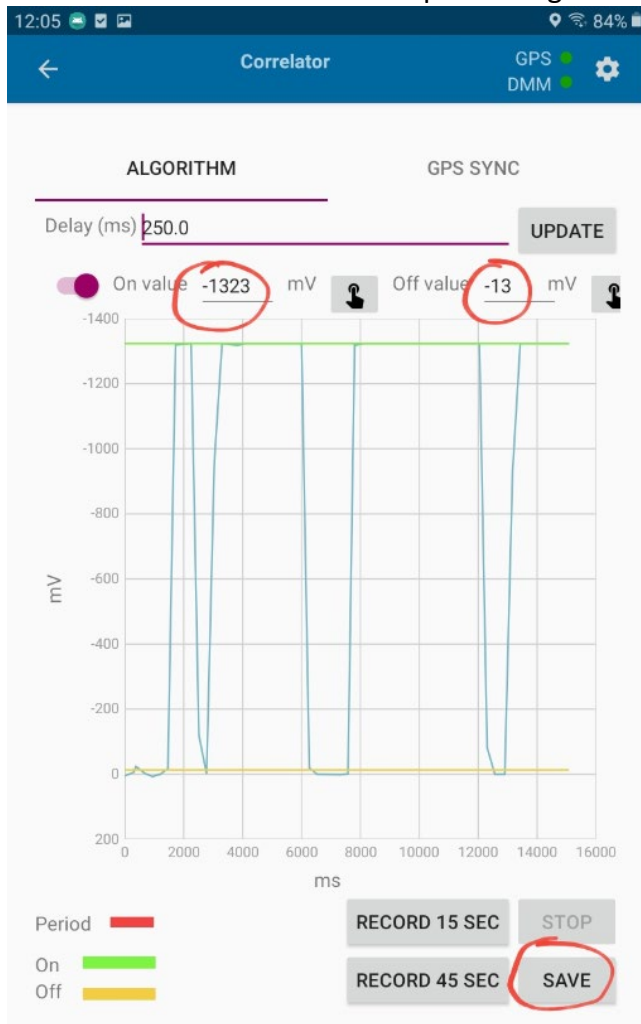 12:05 84%
Correlator GPS
DMM
ALGORITHM GPS SYNC
Delay (ms) 250.0 UPDATE
On value -1323 mV Off value -13 mV
-1400
-1200
-1000
-800
-600
-400
-200
0
200
mV
0 2000 4000 6000 8000 10000 12000 14000 16000
ms
Period RECORD 15 SEC STOP
On RECORD 45 SEC SAVE
Off